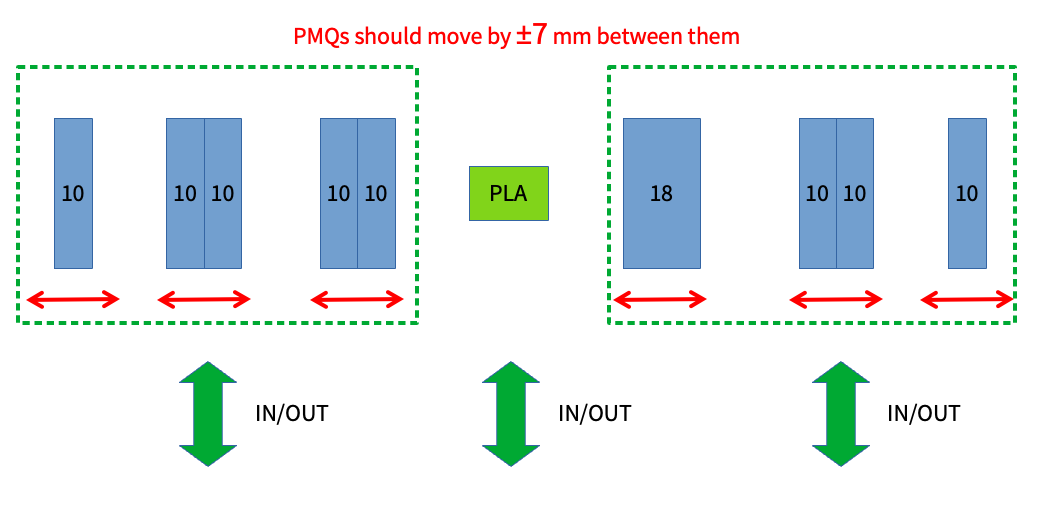 PMQs should move by ±7 mm between them
10 10 10 10 10 PLA 18 10 10 10
IN/OUT IN/OUT IN/OUT